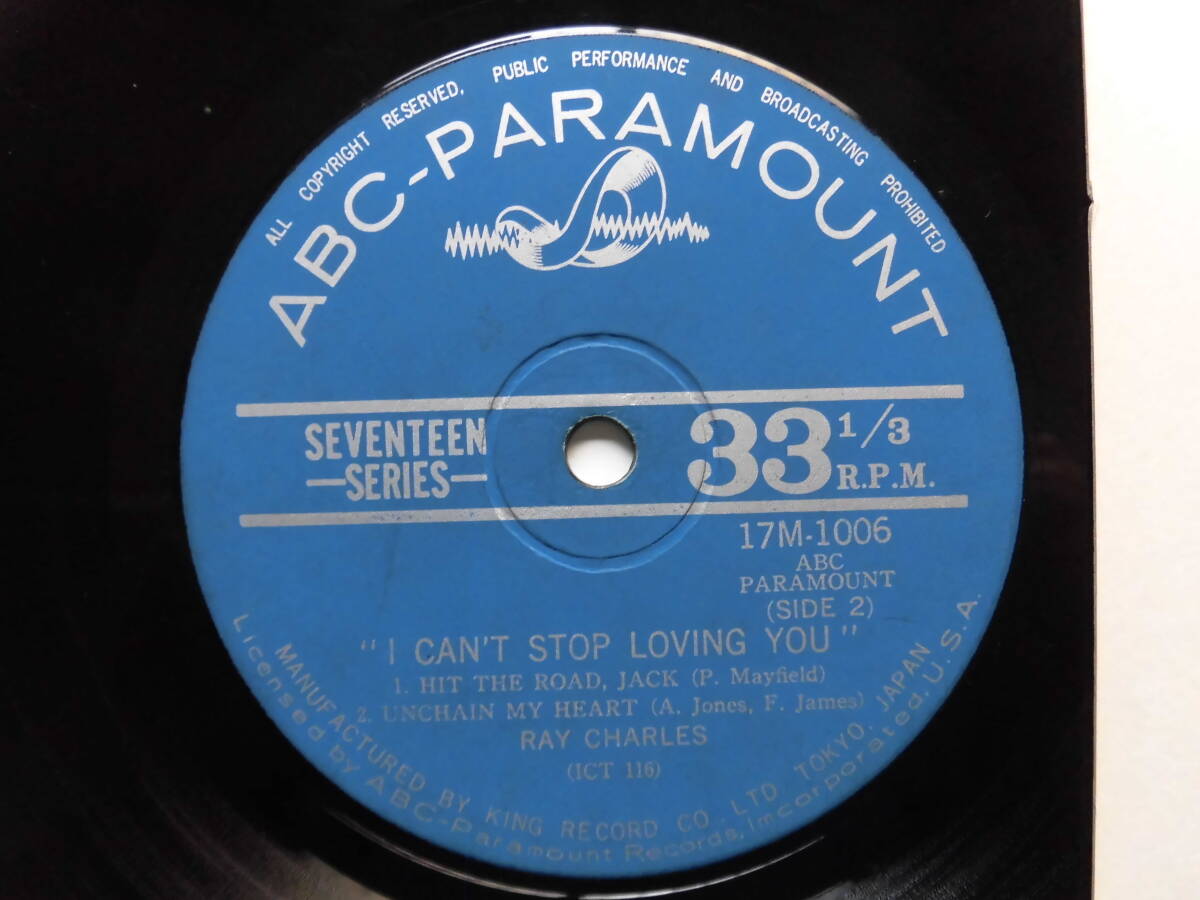 ALL COPYRIGHT RESERVED, PUBLIC PERFORMANCE AND BROADCASTING PROHIBITED
ABC-PARAMOUNT
SEVENTEEN
—SERIES—
33 1/3
R.P.M.
17M-1006
ABC
PARAMOUNT
(SIDE 2)
"I CAN'T STOP LOVING YOU"
1. HIT THE ROAD, JACK (P. Mayfield)
2. UNCHAIN MY HEART (A. Jones, F. James)
RAY CHARLES
(ICT 116)
MANUFACTURED BY KING RECORD CO., LTD. TOKYO, JAPAN
Licensed by ABC-Paramount Records, Imcorporated, U.S.A.